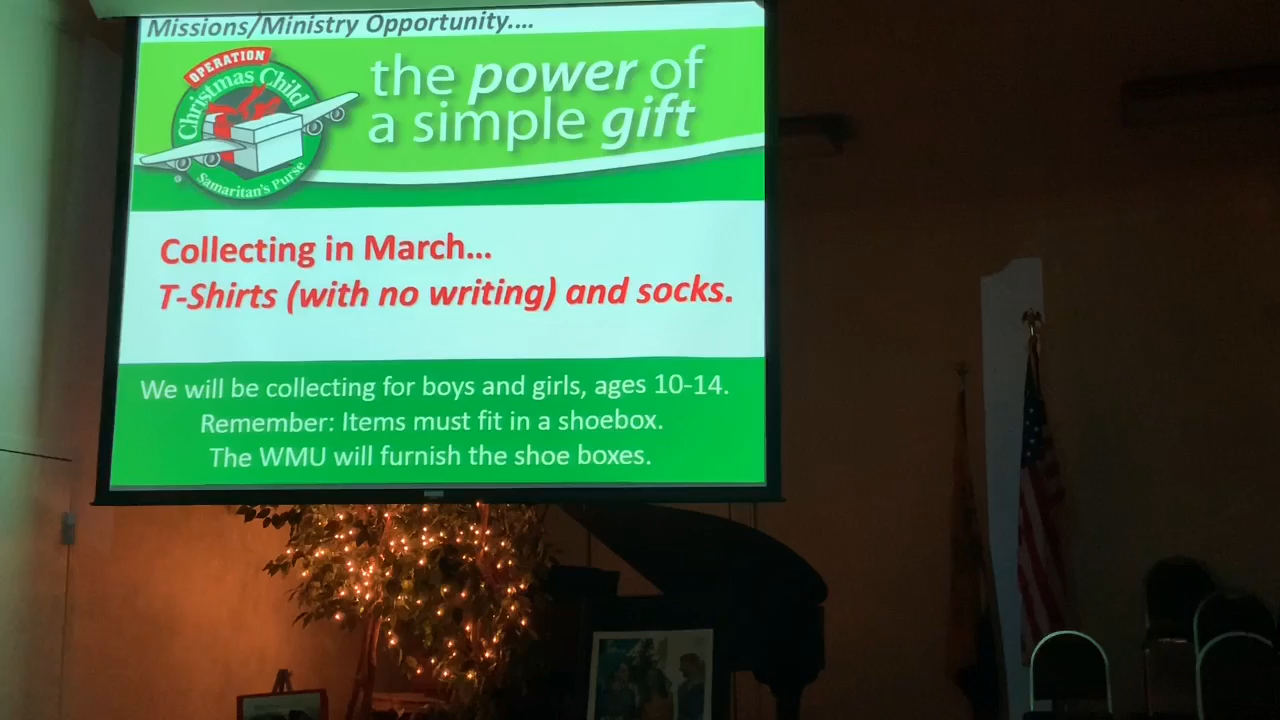 Missions/Ministry Opportunity....
OPERATION
Christmas Child
Samaritan's Purse
the power of
a simple gift
Collecting in March...
T-Shirts (with no writing) and socks.
We will be collecting for boys and girls, ages 10-14.
Remember: Items must fit in a shoebox.
The WMU will furnish the shoe boxes.